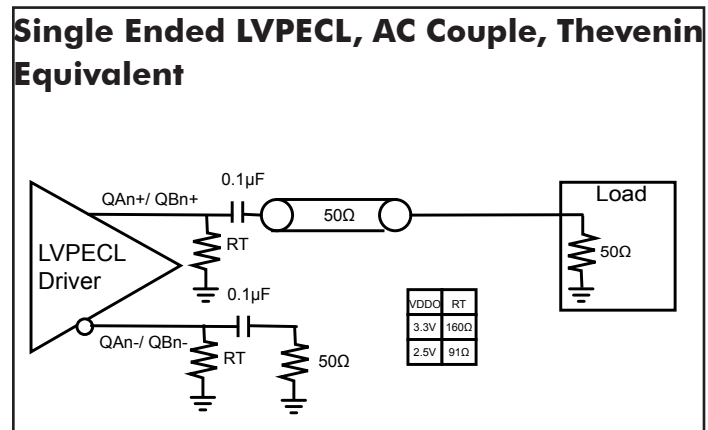 Single Ended LVPECL, AC Couple, Thevenin
Equivalent
0.1µF
QAn+/ QBn+
50Ω
Load
RT
50Ω
LVPECL
Driver
0.1µF
QAn-/ QBn-
RT
50Ω
VDDO RT
3.3V 160Ω
2.5V 91Ω